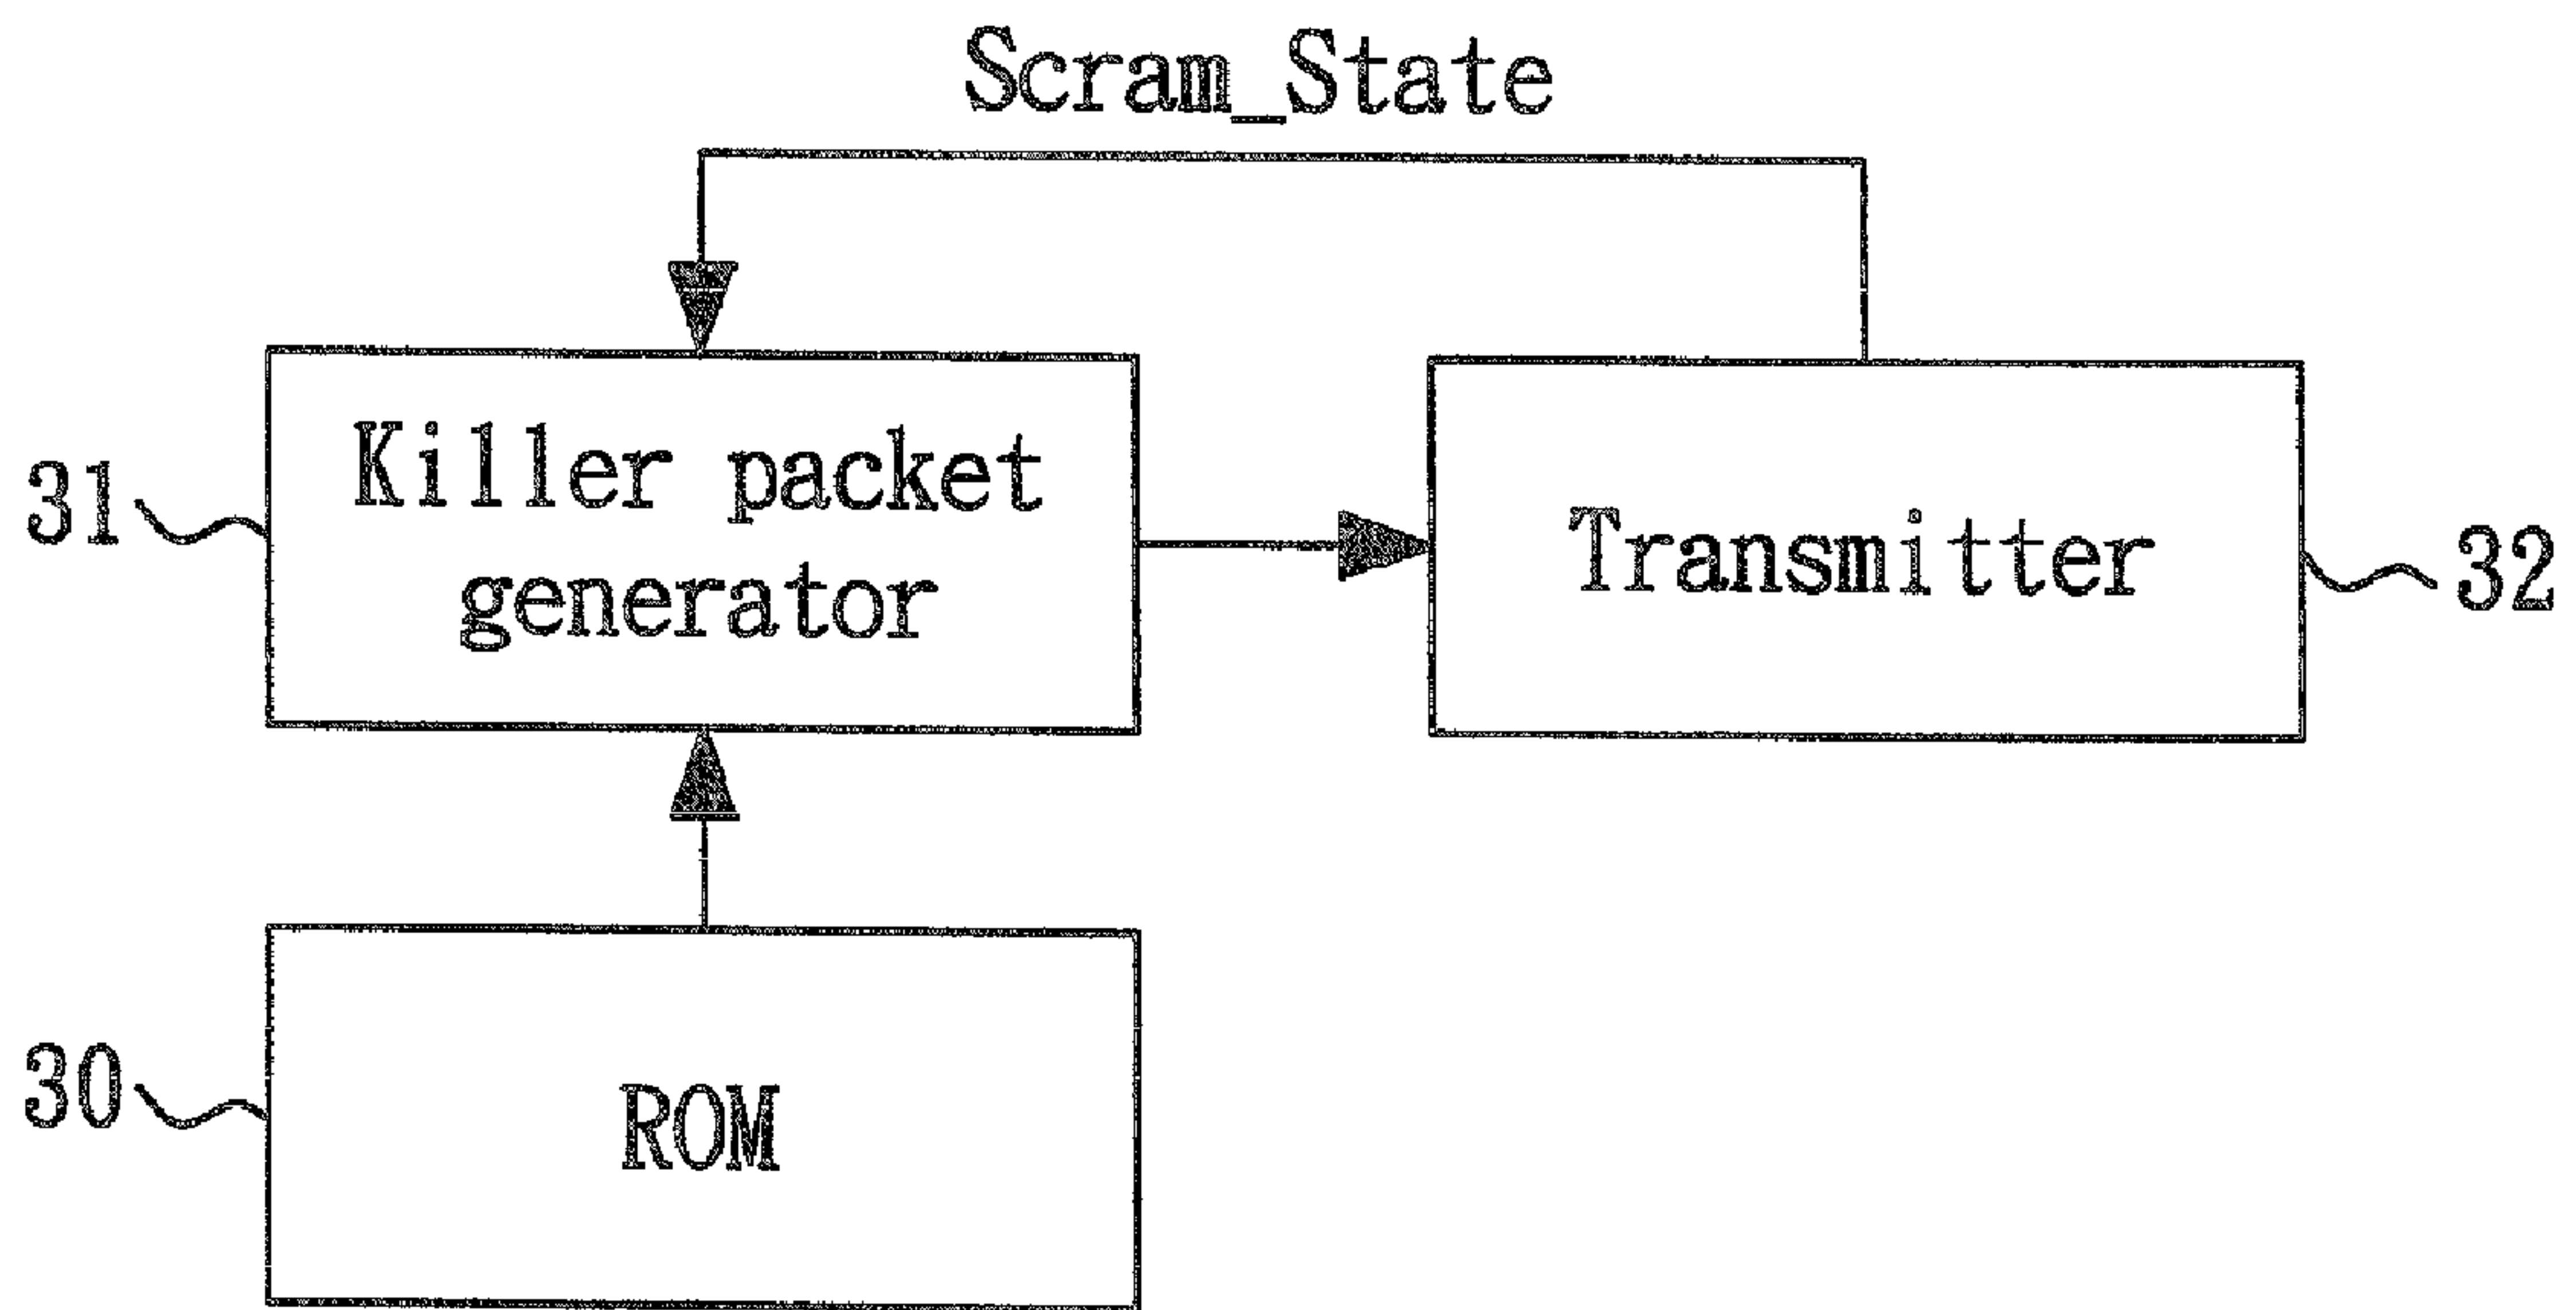 Scram_State
31
Killer packet
generator
Transmitter
32
30
ROM